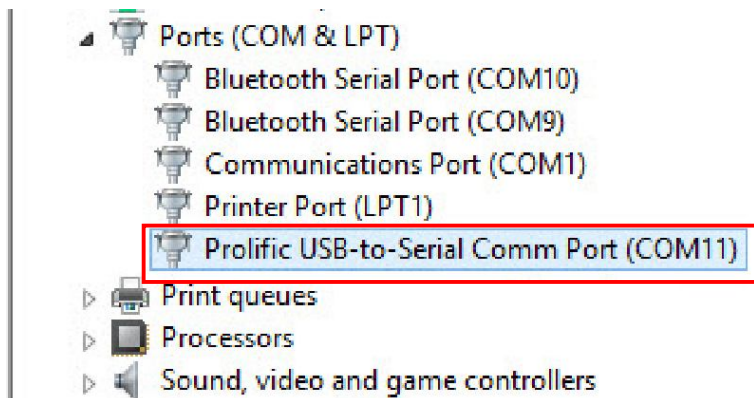 Ports (COM & LPT)
Bluetooth Serial Port (COM10)
Bluetooth Serial Port (COM9)
Communications Port (COM1)
Printer Port (LPT1)
Prolific USB-to-Serial Comm Port (COM11)
Print queues
Processors
Sound, video and game controllers